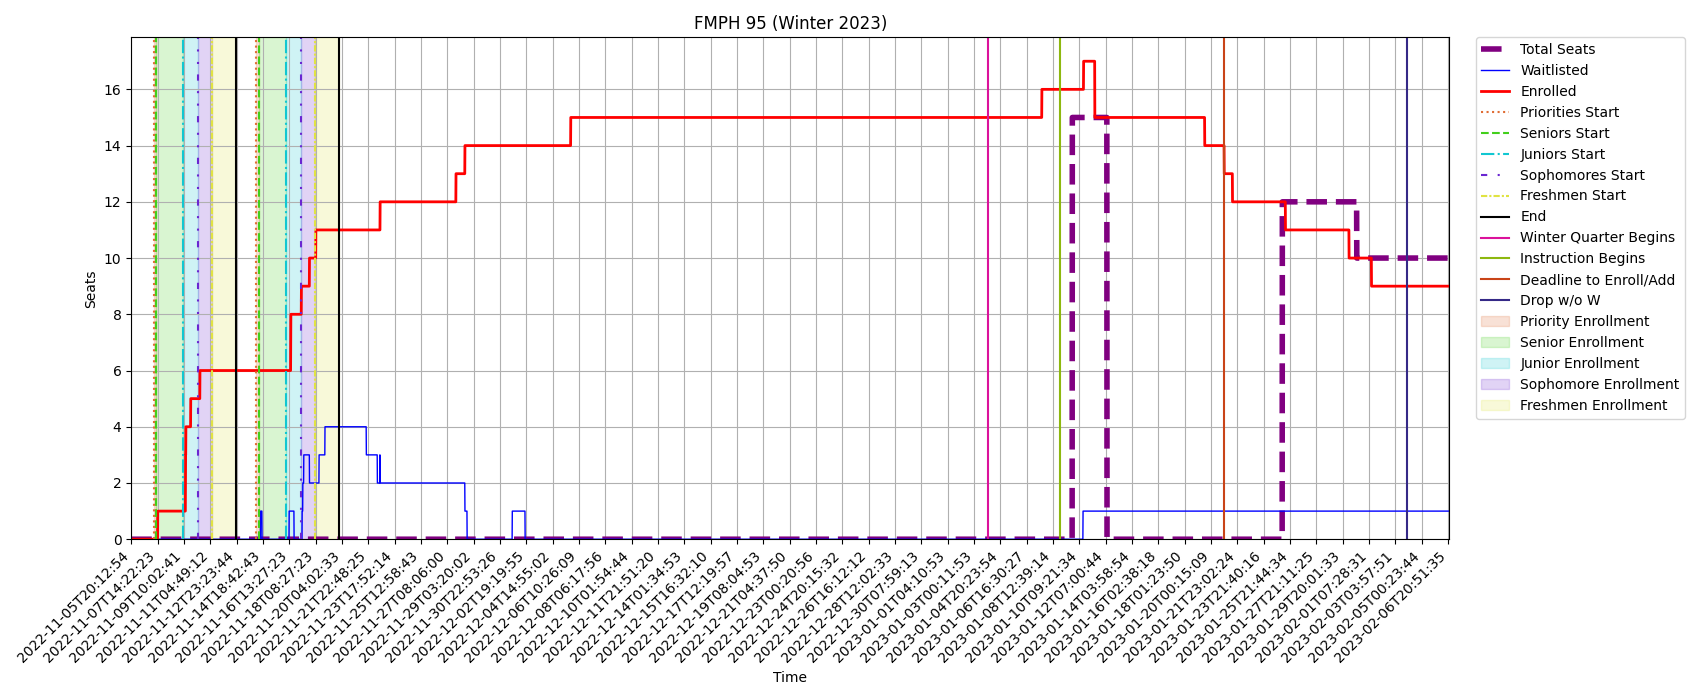 FMPH 95 (Winter 2023)
Seats
16
14
12
10
8
6
4
2
0
2022-11-05T20:12:54
2022-11-07T14:22:23
2022-11-09T10:02:41
2022-11-11T04:49:12
2022-11-12T23:23:44
2022-11-14T18:42:43
2022-11-16T13:27:23
2022-11-18T08:27:23
2022-11-20T04:02:33
2022-11-21T22:48:25
2022-11-23T17:52:14
2022-11-25T12:58:43
2022-11-27T08:06:00
2022-11-29T03:20:02
2022-11-30T22:53:26
2022-12-02T19:19:55
2022-12-04T14:55:02
2022-12-06T10:26:09
2022-12-08T06:17:56
2022-12-10T01:54:44
2022-12-11T21:51:20
2022-12-14T01:34:53
2022-12-15T16:32:10
2022-12-17T12:19:57
2022-12-19T08:04:53
2022-12-21T04:37:50
2022-12-23T00:20:56
2022-12-24T20:15:32
2022-12-26T16:12:12
2022-12-28T12:02:33
2022-12-30T07:59:13
2023-01-01T04:10:53
2023-01-03T00:11:53
2023-01-04T20:23:54
2023-01-06T16:30:27
2023-01-08T12:39:14
2023-01-10T09:21:34
2023-01-12T07:00:44
2023-01-14T03:58:54
2023-01-16T02:38:18
2023-01-18T01:23:50
2023-01-20T00:15:09
2023-01-21T23:02:24
2023-01-23T21:40:16
2023-01-25T21:44:34
2023-01-27T21:11:25
2023-01-29T20:01:33
2023-02-01T07:28:31
2023-02-03T03:57:51
2023-02-05T00:23:44
2023-02-06T20:51:35
Time
Total Seats
Waitlisted
Enrolled
Priorities Start
Seniors Start
Juniors Start
Sophomores Start
Freshmen Start
End
Winter Quarter Begins
Instruction Begins
Deadline to Enroll/Add
Drop w/o W
Priority Enrollment
Senior Enrollment
Junior Enrollment
Sophomore Enrollment
Freshmen Enrollment